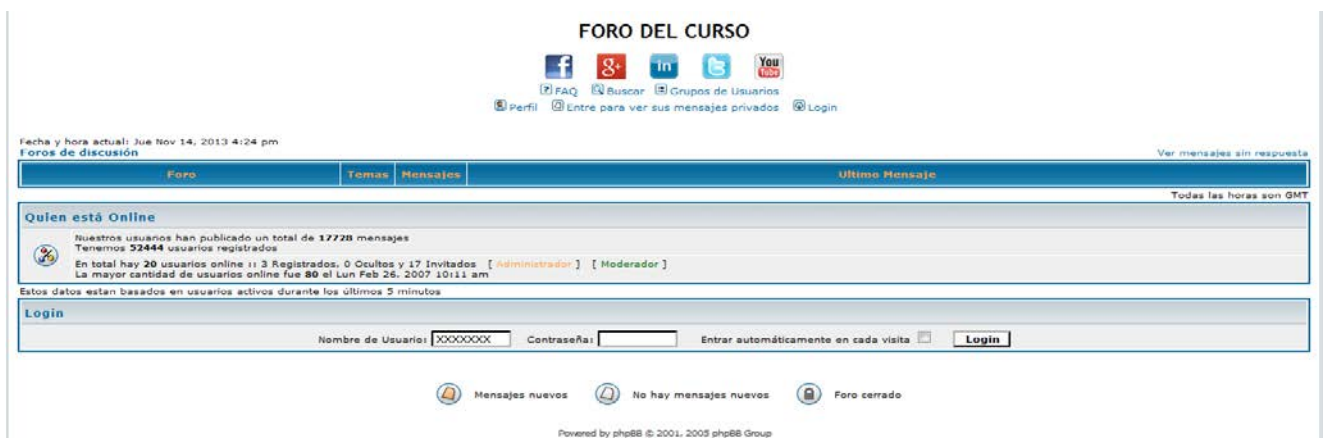 FORO DEL CURSO
f g+ in You Tube
FAQ Buscar Grupos de Usuarios
Perfil Entre para ver sus mensajes privados Login
Fecha y hora actual: Jue Nov 14, 2013 4:24 pm
Foros de discusión Ver mensajes sin respuesta
Foro Temas Mensajes Ultimo Mensaje
Todas las horas son GMT
Quien está Online
Nuestros usuarios han publicado un total de 17728 mensajes
Tenemos 52444 usuarios registrados
En total hay 20 usuarios online :: 3 Registrados, 0 Ocultos y 17 Invitados [ Administrador ] [ Moderador ]
La mayor cantidad de usuarios online fue 80 el Lun Feb 26, 2007 10:11 am
Estos datos estan basados en usuarios activos durante los últimos 5 minutos
Login
Nombre de Usuario: XXXXXXX Contraseña: Entrar automáticamente en cada visita Login
Mensajes nuevos No hay mensajes nuevos Foro cerrado
Powered by phpBB © 2001, 2005 phpBB Group